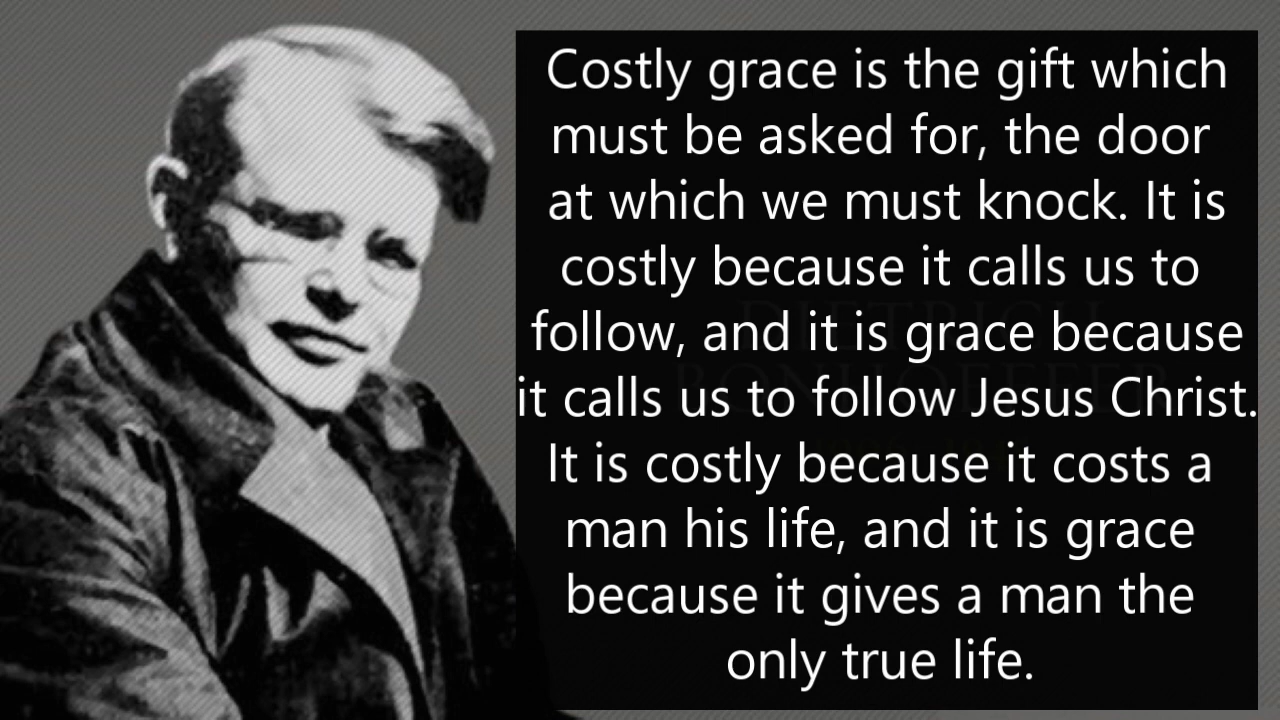 Costly grace is the gift which
must be asked for, the door
at which we must knock. It is
costly because it calls us to
follow, and it is grace because
it calls us to follow Jesus Christ.
It is costly because it costs a
man his life, and it is grace
because it gives a man the
only true life.
DIETRICH
BONHOEFFER